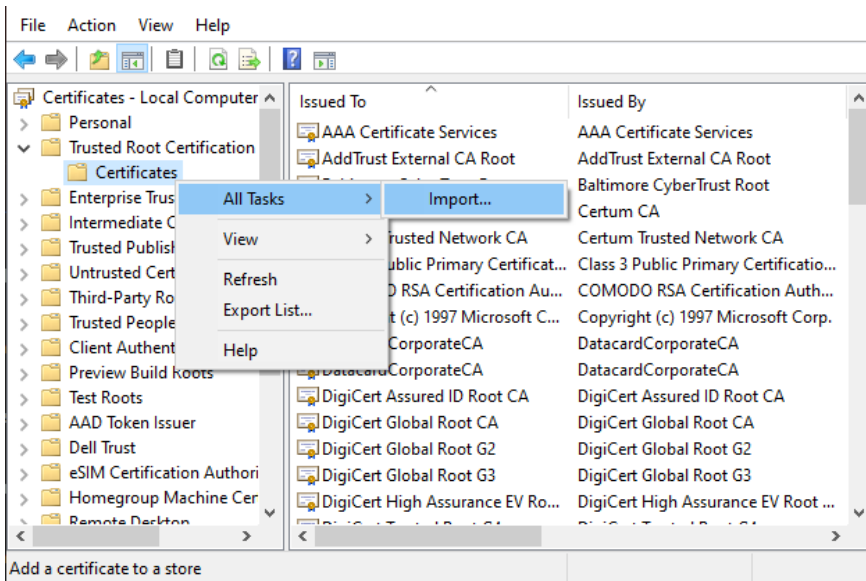 File Action View Help
Certificates - Local Computer
Personal
Trusted Root Certification
Certificates
Enterprise Trus
Intermediate C
Trusted Publish
Untrusted Cert
Third-Party Ro
Trusted People
Client Authent
Preview Build Roots
Test Roots
AAD Token Issuer
Dell Trust
eSIM Certification Authori
Homegroup Machine Cer
Remote Desktop
All Tasks
Import...
View
Refresh
Export List...
Help
Issued To Issued By
AAA Certificate Services AAA Certificate Services
AddTrust External CA Root AddTrust External CA Root
Baltimore CyberTrust Root
Certum CA
rusted Network CA Certum Trusted Network CA
ublic Primary Certificat... Class 3 Public Primary Certificatio...
O RSA Certification Au... COMODO RSA Certification Auth...
t (c) 1997 Microsoft C... Copyright (c) 1997 Microsoft Corp.
CorporateCA DatacardCorporateCA
DatacardCorporateCA DatacardCorporateCA
DigiCert Assured ID Root CA DigiCert Assured ID Root CA
DigiCert Global Root CA DigiCert Global Root CA
DigiCert Global Root G2 DigiCert Global Root G2
DigiCert Global Root G3 DigiCert Global Root G3
DigiCert High Assurance EV Ro... DigiCert High Assurance EV Root ...
Add a certificate to a store